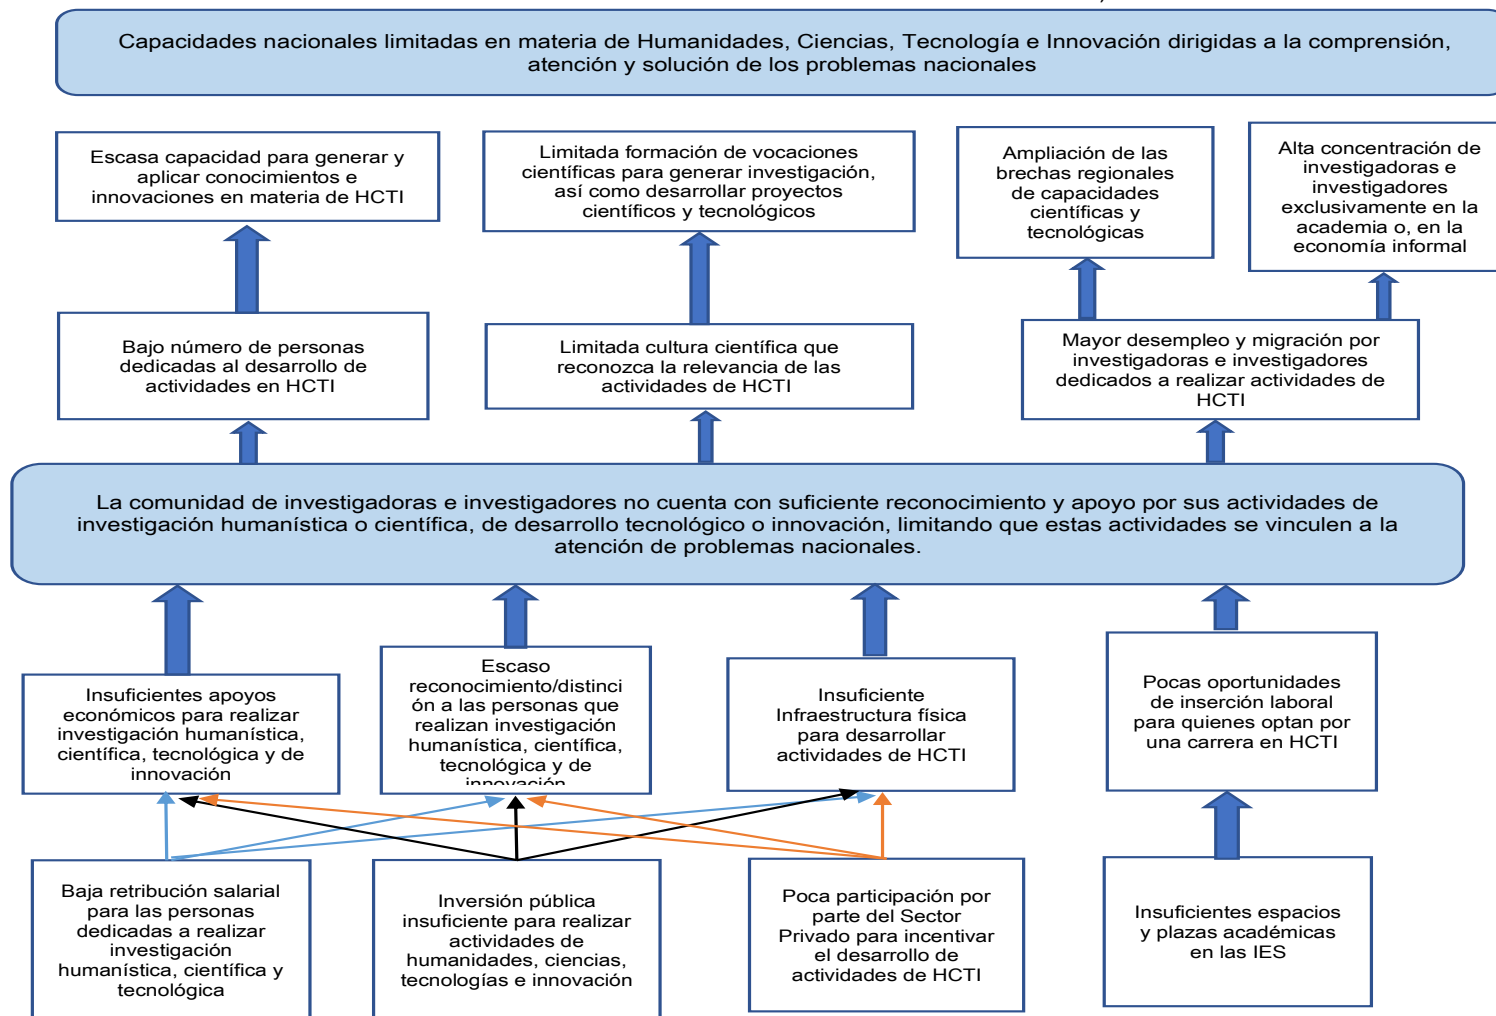 Capacidades nacionales limitadas en materia de Humanidades, Ciencias, Tecnología e Innovación dirigidas a la comprensión,
atención y solución de los problemas nacionales
Escasa capacidad para generar y
aplicar conocimientos e
innovaciones en materia de HCTI
Limitada formación de vocaciones
científicas para generar investigación,
así como desarrollar proyectos
científicos y tecnológicos
Ampliación de las
brechas regionales
de capacidades
científicas y
tecnológicas
Alta concentración de
investigadoras e
investigadores
exclusivamente en la
academia o, en la
economía informal
Bajo número de personas
dedicadas al desarrollo de
actividades en HCTI
Limitada cultura científica que
reconozca la relevancia de las
actividades de HCTI
Mayor desempleo y migración por
investigadoras e investigadores
dedicados a realizar actividades de
HCTI
La comunidad de investigadoras e investigadores no cuenta con suficiente reconocimiento y apoyo por sus actividades de
investigación humanística o científica, de desarrollo tecnológico o innovación, limitando que estas actividades se vinculen a la
atención de problemas nacionales.
Insuficientes apoyos
económicos para realizar
investigación humanística,
científica, tecnológica y de
innovación
Escaso
reconocimiento/distinci
ón a las personas que
realizan investigación
humanística, científica,
tecnológica y de
innovación
Insuficiente
Infraestructura física
para desarrollar
actividades de HCTI
Pocas oportunidades
de inserción laboral
para quienes optan por
una carrera en HCTI
Baja retribución salarial
para las personas
dedicadas a realizar
investigación
humanística, científica y
tecnológica
Inversión pública
insuficiente para realizar
actividades de
humanidades, ciencias,
tecnologías e innovación
Poca participación por
parte del Sector
Privado para incentivar
el desarrollo de
actividades de HCTI
Insuficientes espacios
y plazas académicas
en las IES